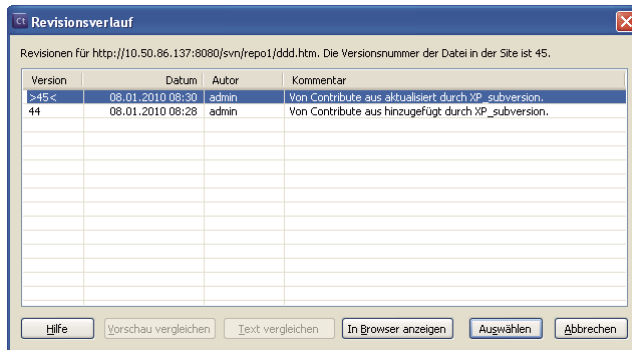 Ct Revisionsverlauf
Revisionen für http://10.50.86.137:8080/svn/repo1/ddd.htm. Die Versionsnummer der Datei in der Site ist 45.
Version Datum Autor Kommentar
>45< 08.01.2010 08:30 admin Von Contribute aus aktualisiert durch XP_subversion.
44 08.01.2010 08:28 admin Von Contribute aus hinzugefügt durch XP_subversion.
Hilfe Vorschau vergleichen Text vergleichen In Browser anzeigen Auswählen Abbrechen